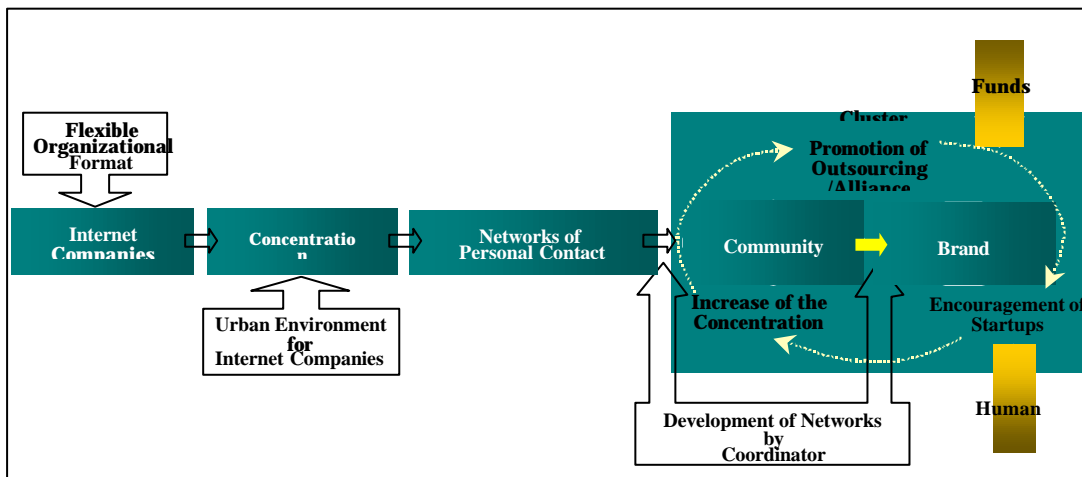 Flexible
Organizational
Format
Internet
Companies
Concentratio
n
Urban Environment
for
Internet Companies
Networks of
Personal Contact
Cluster
Funds
Promotion of
Outsourcing
/Alliance
Community
Brand
Increase of the
Concentration
Encouragement of
Startups
Human
Development of Networks
by
Coordinator